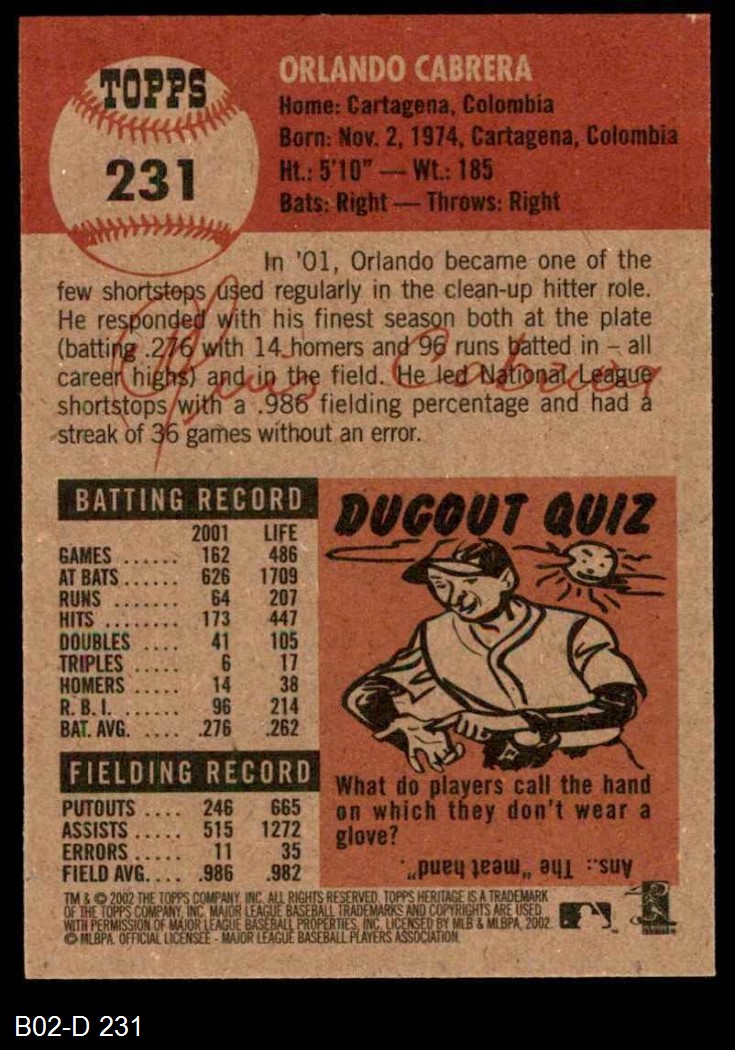 TOPPS
231
ORLANDO CABRERA
Home: Cartagena, Colombia
Born: Nov. 2, 1974, Cartagena, Colombia
Ht.: 5'10" — Wt.: 185
Bats: Right — Throws: Right
In '01, Orlando became one of the
few shortstops used regularly in the clean-up hitter role.
He responded with his finest season both at the plate
(batting .276 with 14 homers and 96 runs batted in – all
career highs) and in the field. He led National League
shortstops with a .986 fielding percentage and had a
streak of 36 games without an error.
Orlando Cabrera
BATTING RECORD
2001 LIFE
GAMES ...... 162 486
AT BATS ...... 626 1709
RUNS ....... 64 207
HITS ......... 173 447
DOUBLES .... 41 105
TRIPLES ..... 6 17
HOMERS ..... 14 38
R. B. I. ...... 96 214
BAT. AVG. .... .276 .262
FIELDING RECORD
PUTOUTS .... 246 665
ASSISTS ..... 515 1272
ERRORS ..... 11 35
FIELD AVG.... .986 .982
DUGOUT QUIZ
What do players call the hand
on which they don't wear a
glove?
Ans.: The "meat hand".
TM & © 2002 THE TOPPS COMPANY, INC. ALL RIGHTS RESERVED. TOPPS HERITAGE IS A TRADEMARK
OF THE TOPPS COMPANY, INC. MAJOR LEAGUE BASEBALL TRADEMARKS AND COPYRIGHTS ARE USED
WITH PERMISSION OF MAJOR LEAGUE BASEBALL PROPERTIES, INC. LICENSED BY MLB & MLBPA, 2002.
© MLBPA. OFFICIAL LICENSEE - MAJOR LEAGUE BASEBALL PLAYERS ASSOCIATION.
B02-D 231